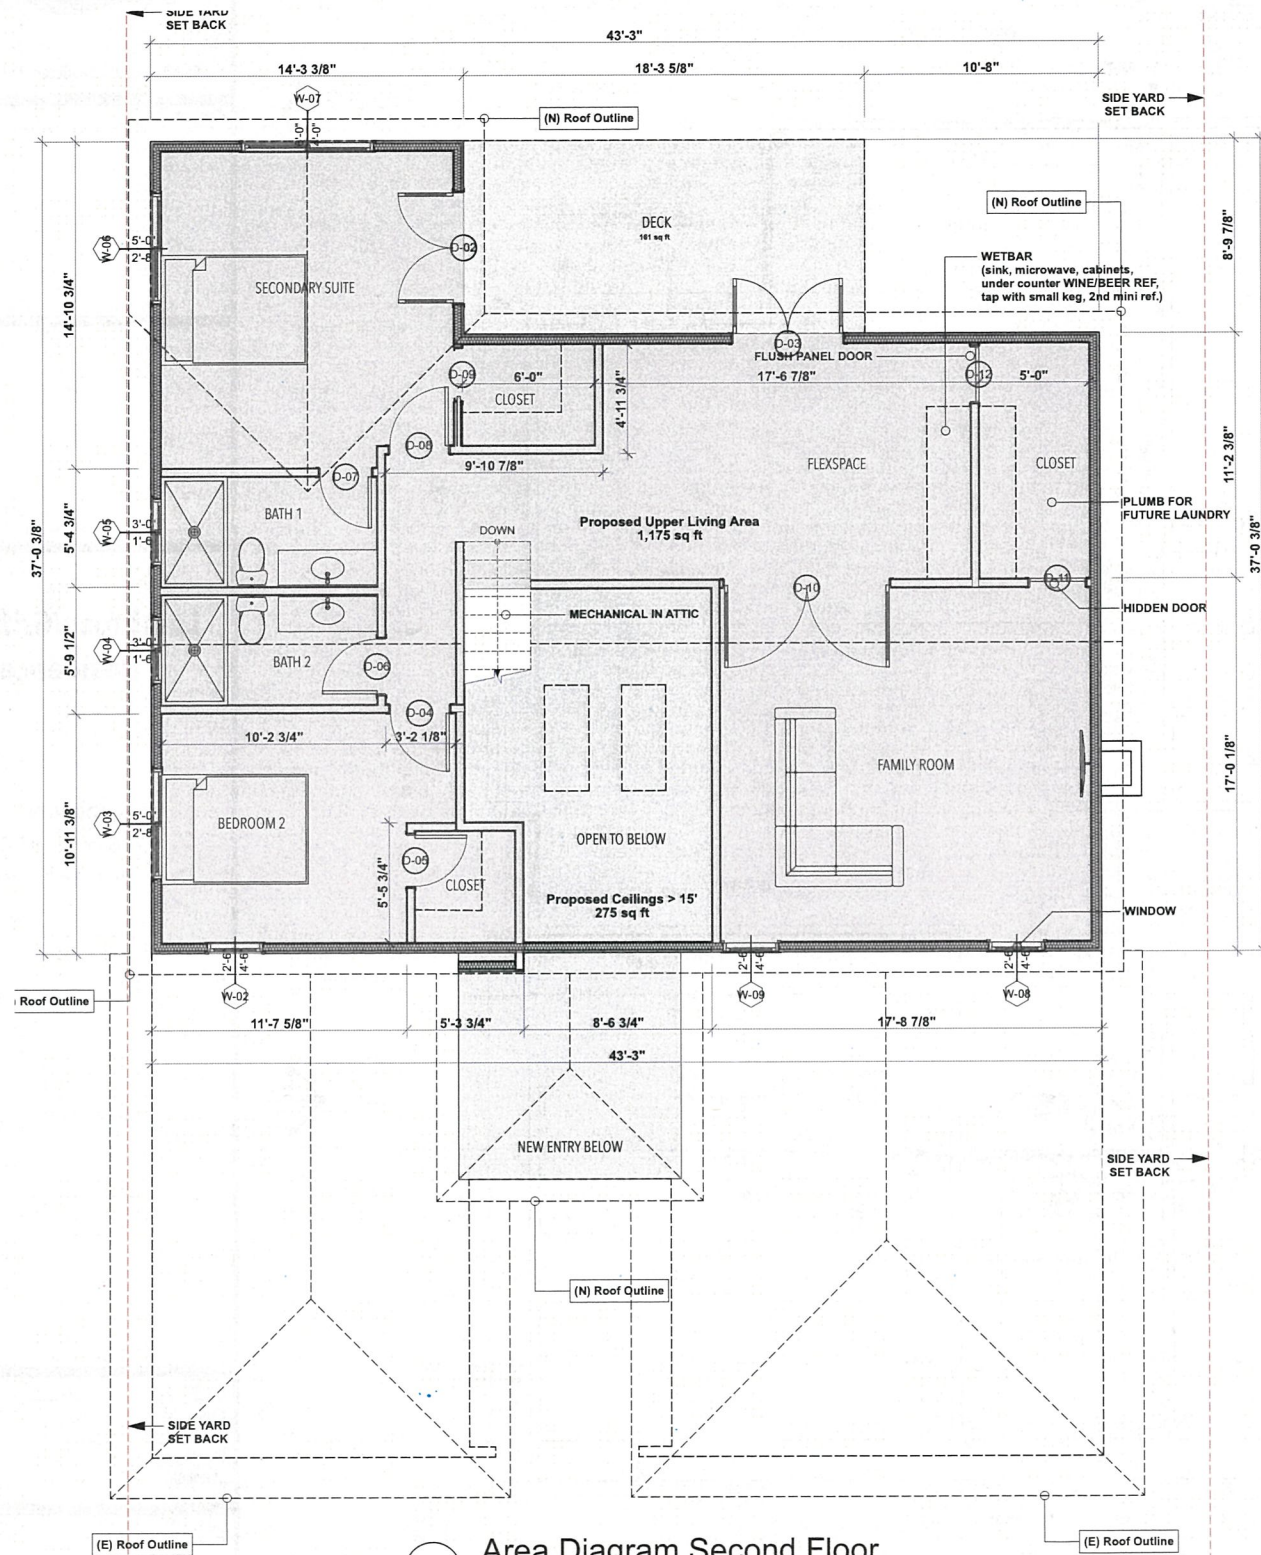 SIDE YARD
SET BACK
43'-3"
14'-3 3/8"
18'-3 5/8"
10'-8"
SIDE YARD
SET BACK
W-07
(N) Roof Outline
(N) Roof Outline
DECK
161 sq ft
8'-9 7/8"
W-06
5'-0"
2'-8
D-02
WETBAR
(sink, microwave, cabinets,
under counter WINE/BEER REF,
tap with small keg, 2nd mini ref.)
SECONDARY SUITE
14'-10 3/4"
D-03
FLUSH PANEL DOOR
D-09
6'-0"
17'-6 7/8"
D-12
5'-0"
CLOSET
4'-11 3/4"
D-08
9'-10 7/8"
D-07
FLEXSPACE
CLOSET
11'-2 3/8"
PLUMB FOR
FUTURE LAUNDRY
BATH 1
W-05
3'-0"
1'-6
5'-4 3/4"
37'-0 3/8"
37'-0 3/8"
DOWN
Proposed Upper Living Area
1,175 sq ft
D-10
D-11
HIDDEN DOOR
MECHANICAL IN ATTIC
W-04
3'-0"
1'-6
5'-9 1/2"
BATH 2
D-06
D-04
10'-2 3/4"
3'-2 1/8"
FAMILY ROOM
17'-0 1/8"
W-03
5'-0"
2'-8
10'-11 3/8"
BEDROOM 2
D-05
CLOSET
5'-5 3/4"
OPEN TO BELOW
Proposed Ceilings > 15'
275 sq ft
WINDOW
2'-6
4'-6
W-02
2'-6
4'-6
W-09
2'-6
4'-6
W-08
Roof Outline
11'-7 5/8"
5'-3 3/4"
8'-6 3/4"
17'-8 7/8"
43'-3"
NEW ENTRY BELOW
SIDE YARD
SET BACK
(N) Roof Outline
SIDE YARD
SET BACK
(E) Roof Outline
(E) Roof Outline
Area Diagram Second Floor